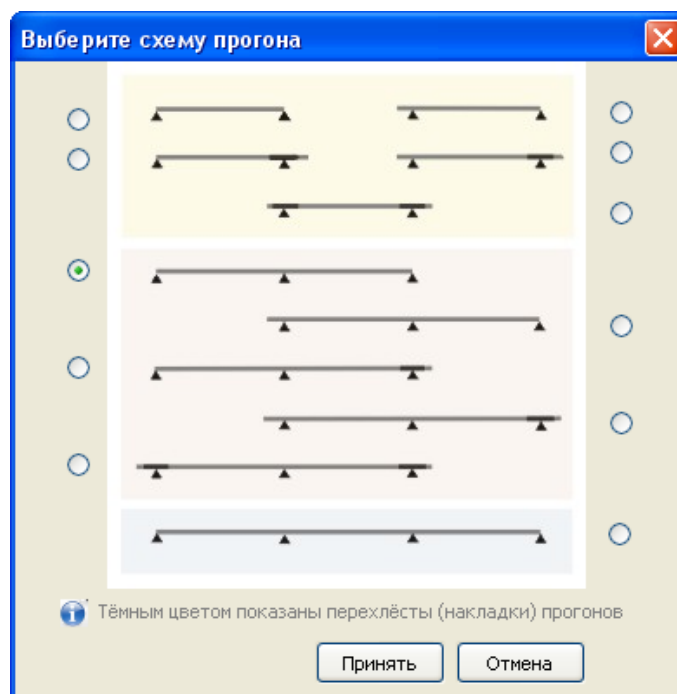 Выберите схему прогона
Тёмным цветом показаны перехлёсты (накладки) прогонов
Принять Отмена